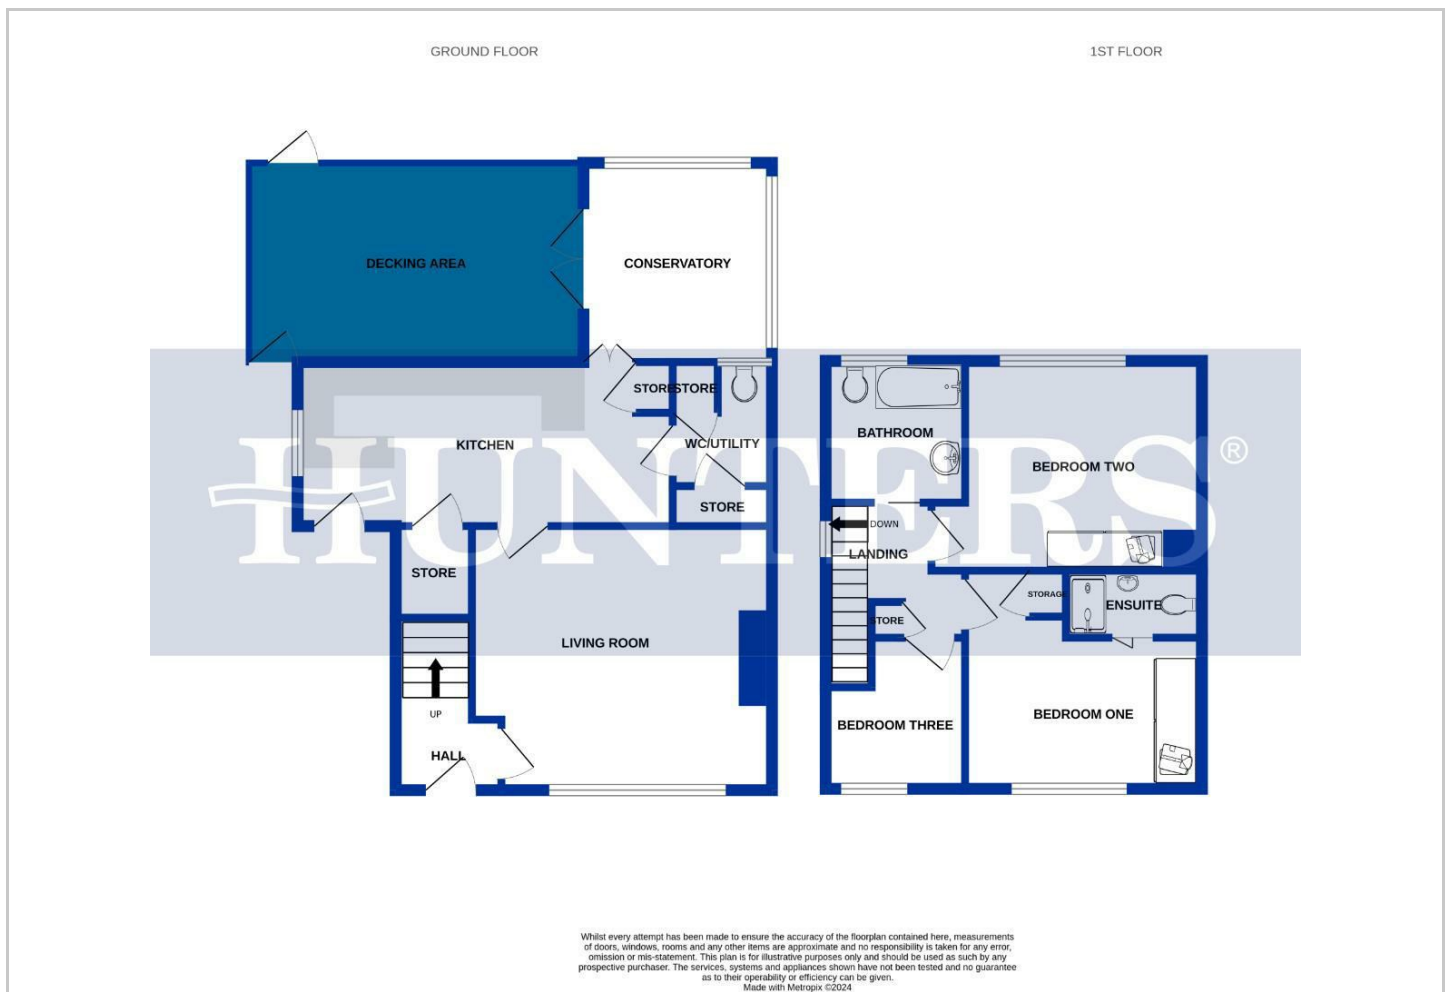 GROUND FLOOR
1ST FLOOR
DECKING AREA
CONSERVATORY
STORE
STORE
KITCHEN
WC/UTILITY
STORE
STORE
LIVING ROOM
UP
HALL
BATHROOM
BEDROOM TWO
DOWN
LANDING
STORAGE
ENSUITE
STORE
BEDROOM THREE
BEDROOM ONE
HUNTERS®
Whilst every attempt has been made to ensure the accuracy of the floorplan contained here, measurements
of doors, windows, rooms and any other items are approximate and no responsibility is taken for any error,
omission or mis-statement. This plan is for illustrative purposes only and should be used as such by any
prospective purchaser. The services, systems and appliances shown have not been tested and no guarantee
as to their operability or efficiency can be given.
Made with Metropix ©2024